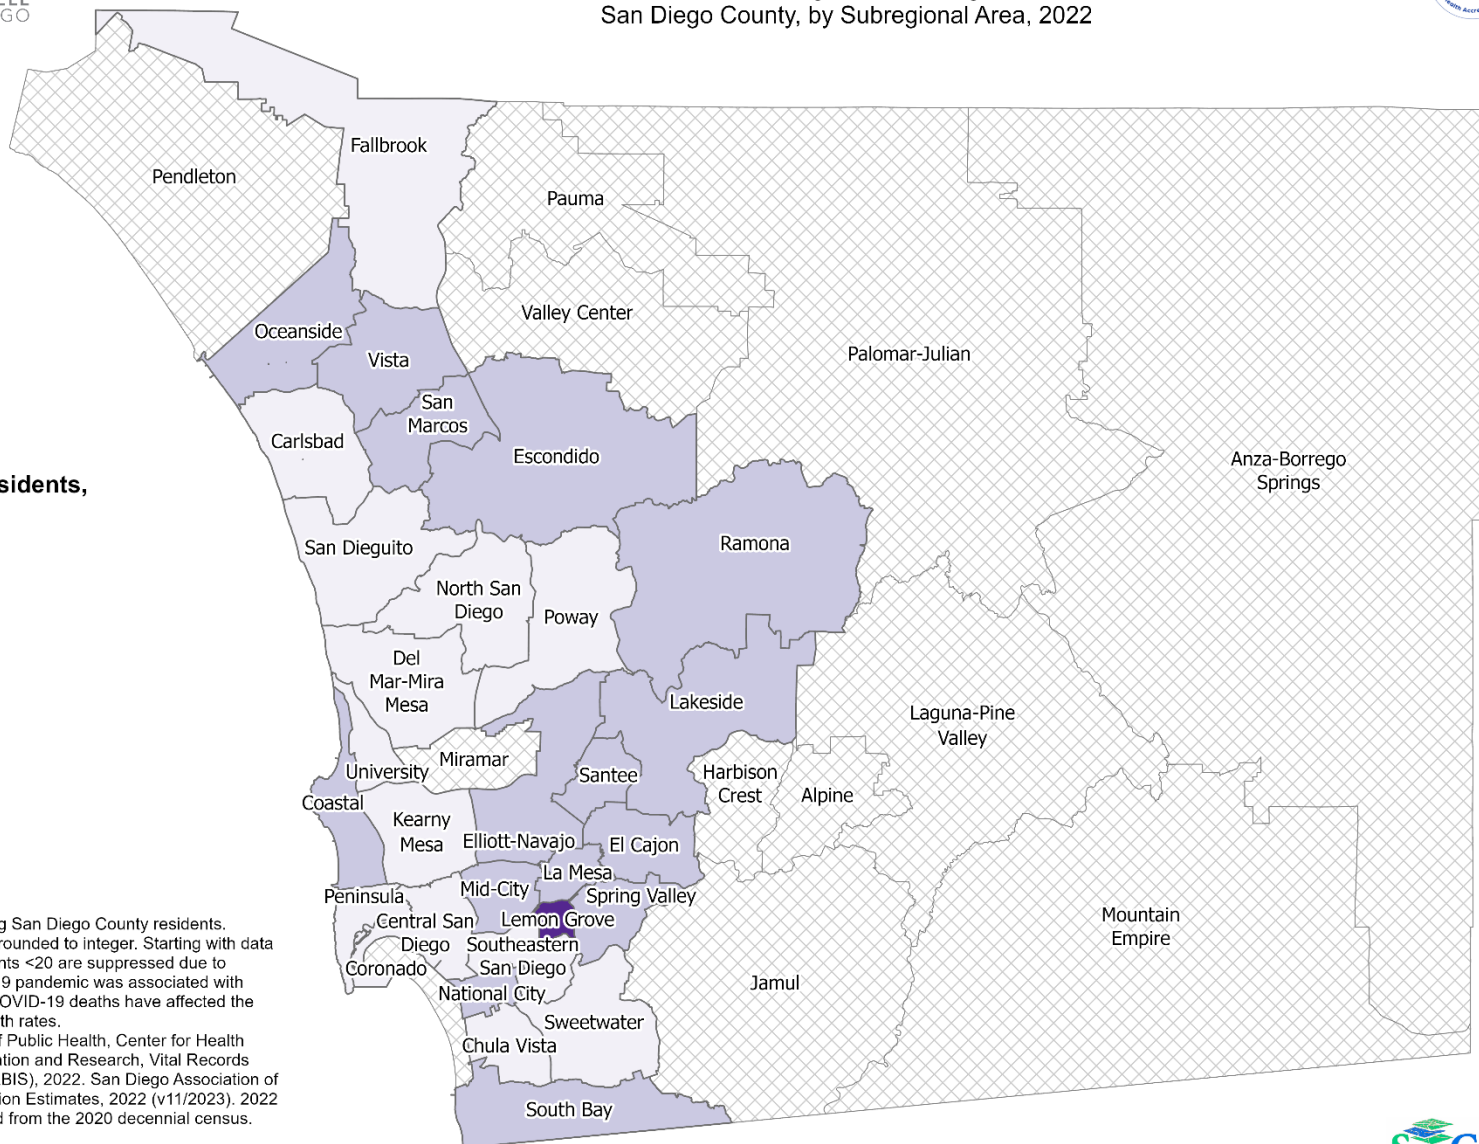 GO
San Diego County, by Subregional Area, 2022
Fallbrook
Pendleton
Pauma
Valley Center
Oceanside
Vista
Palomar-Julian
San
Marcos
Carlsbad
Escondido
Anza-Borrego
Springs
sidents,
San Dieguito
Ramona
North San
Diego
Poway
Del
Mar-Mira
Mesa
Lakeside
Laguna-Pine
Valley
Miramar
University
Santee
Harbison
Crest
Alpine
Coastal
Kearny
Mesa
Elliott-Navajo
El Cajon
La Mesa
Mid-City
Spring Valley
Peninsula
Central San
Diego
Lemon Grove
Mountain
Empire
Southeastern
San Diego
Coronado
Jamul
National City
Sweetwater
Chula Vista
South Bay
g San Diego County residents.
rounded to integer. Starting with data
nts <20 are suppressed due to
9 pandemic was associated with
OVID-19 deaths have affected the
th rates.
f Public Health, Center for Health
ation and Research, Vital Records
BIS), 2022. San Diego Association of
ion Estimates, 2022 (v11/2023). 2022
d from the 2020 decennial census.